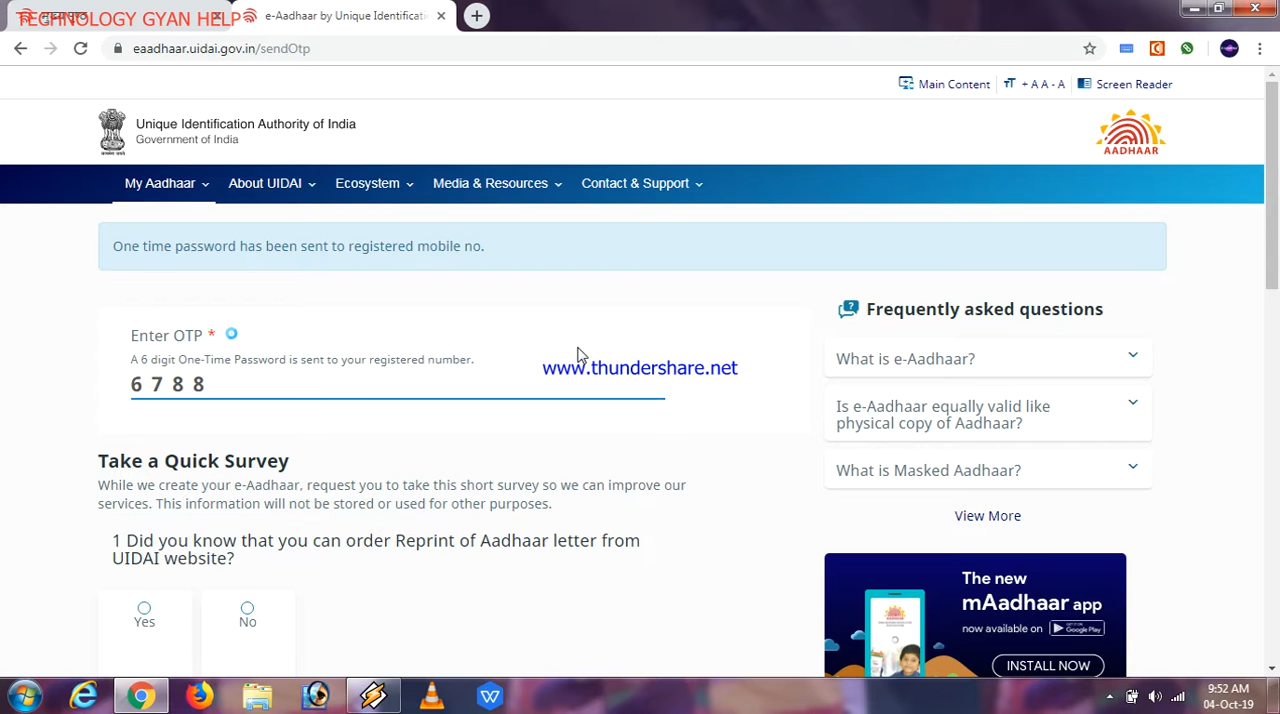 TECHNOLOGY GYAN HELP
e-Aadhaar by Unique Identificati
eaadhaar.uidai.gov.in/sendOtp
Main Content
+ A A - A
Screen Reader
Unique Identification Authority of India
Government of India
AADHAAR
My Aadhaar
About UIDAI
Ecosystem
Media & Resources
Contact & Support
One time password has been sent to registered mobile no.
Enter OTP *
A 6 digit One-Time Password is sent to your registered number.
6 7 8 8
www.thundershare.net
Take a Quick Survey
While we create your e-Aadhaar, request you to take this short survey so we can improve our
services. This information will not be stored or used for other purposes.
1 Did you know that you can order Reprint of Aadhaar letter from
UIDAI website?
Yes
No
Frequently asked questions
What is e-Aadhaar?
Is e-Aadhaar equally valid like
physical copy of Aadhaar?
What is Masked Aadhaar?
View More
The new
mAadhaar app
now available on
GET IT ON
Google Play
INSTALL NOW
9:52 AM
04-Oct-19